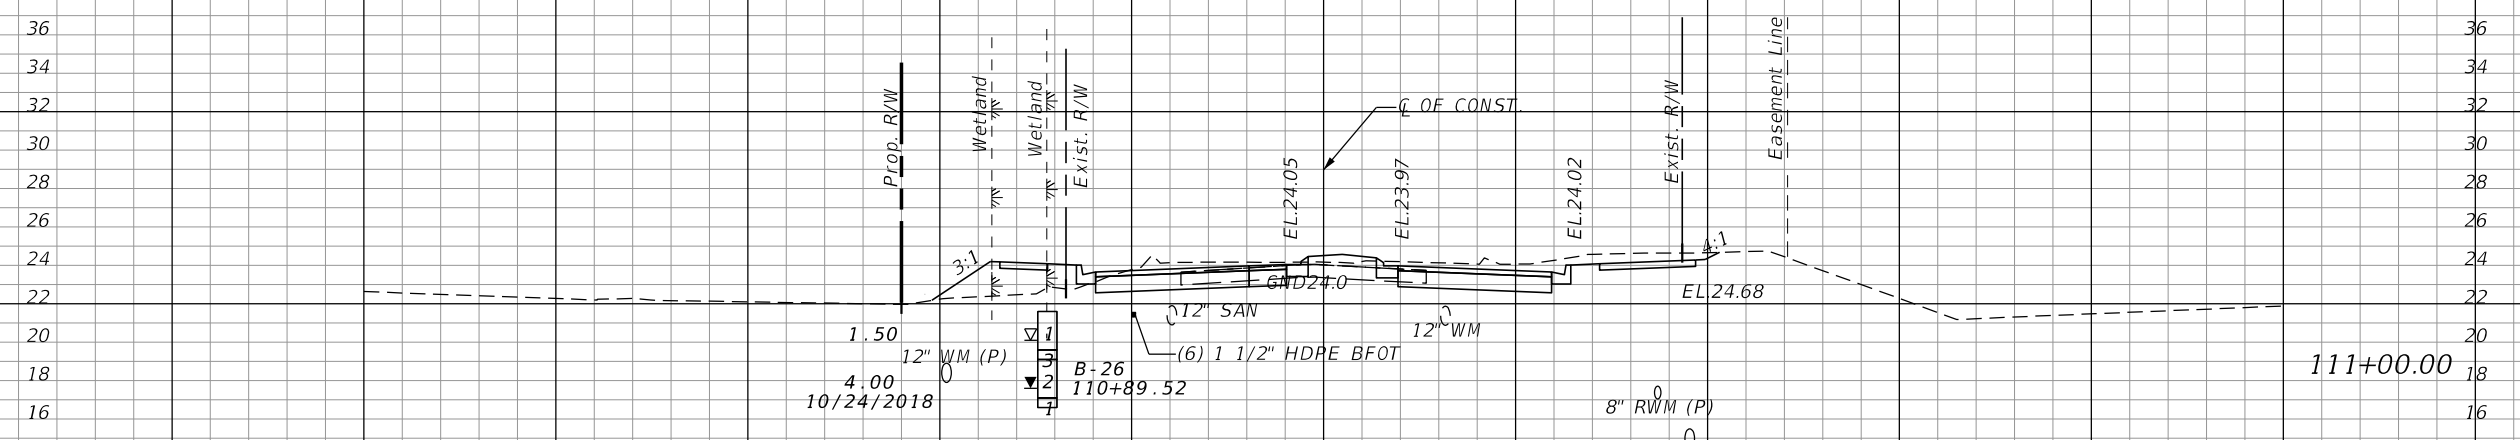 36
34
32
30
28
26
24
22
20
18
16
Prop. R/W
Wetland
Wetland
Exist. R/W
℄ OF CONST.
EL.24.05
EL.23.97
EL.24.02
Exist. R/W
Easement Line
3:1
4:1
GND24.0
EL.24.68
12" SAN
12" WM
(6) 1 1/2" HDPE BFOT
1.50
12" WM (P)
4.00
10/24/2018
1
3
2
1
B-26
110+89.52
8" RWM (P)
111+00.00
36
34
32
30
28
26
24
22
20
18
16